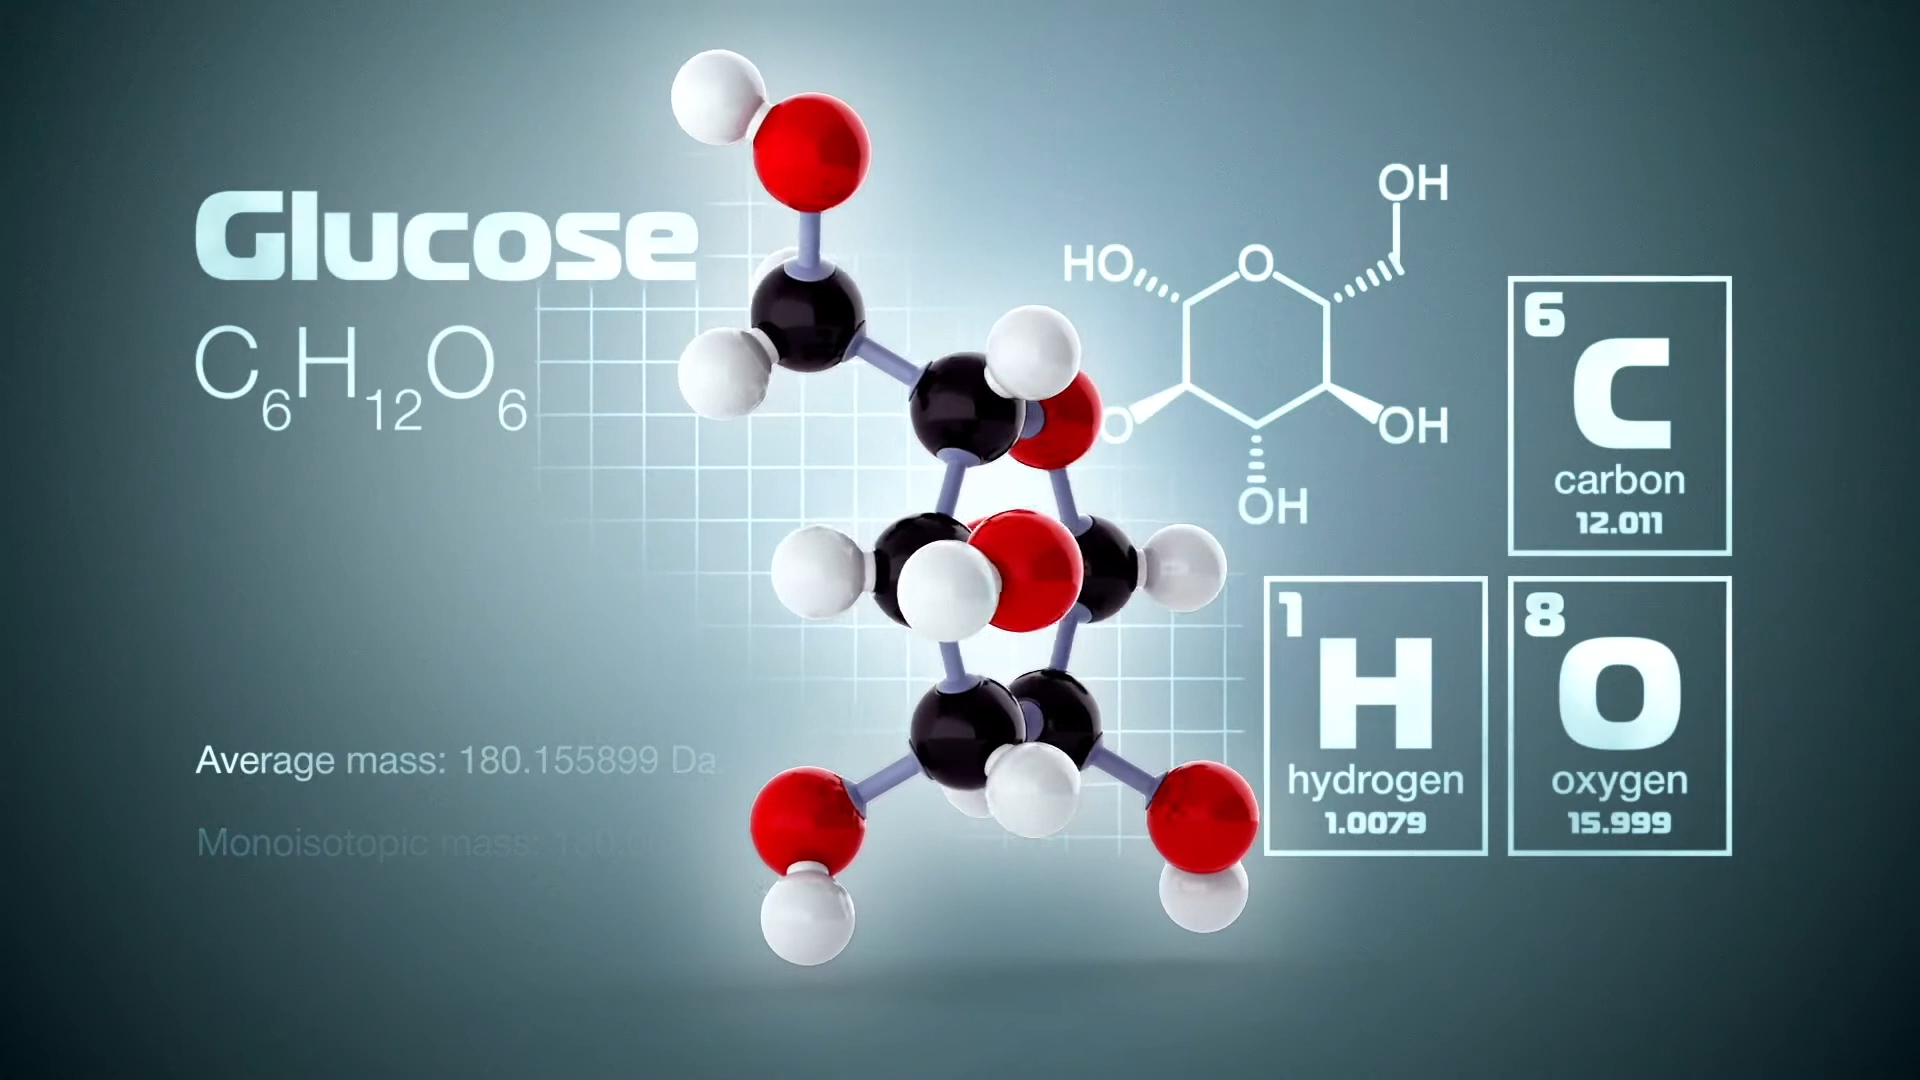 Glucose
C₆H₁₂O₆
Average mass: 180.155899 Da
Monoisotopic mass:
OH
HO
O
O
OH
OH
6
C
carbon
12.011
1
H
hydrogen
1.0079
8
O
oxygen
15.999